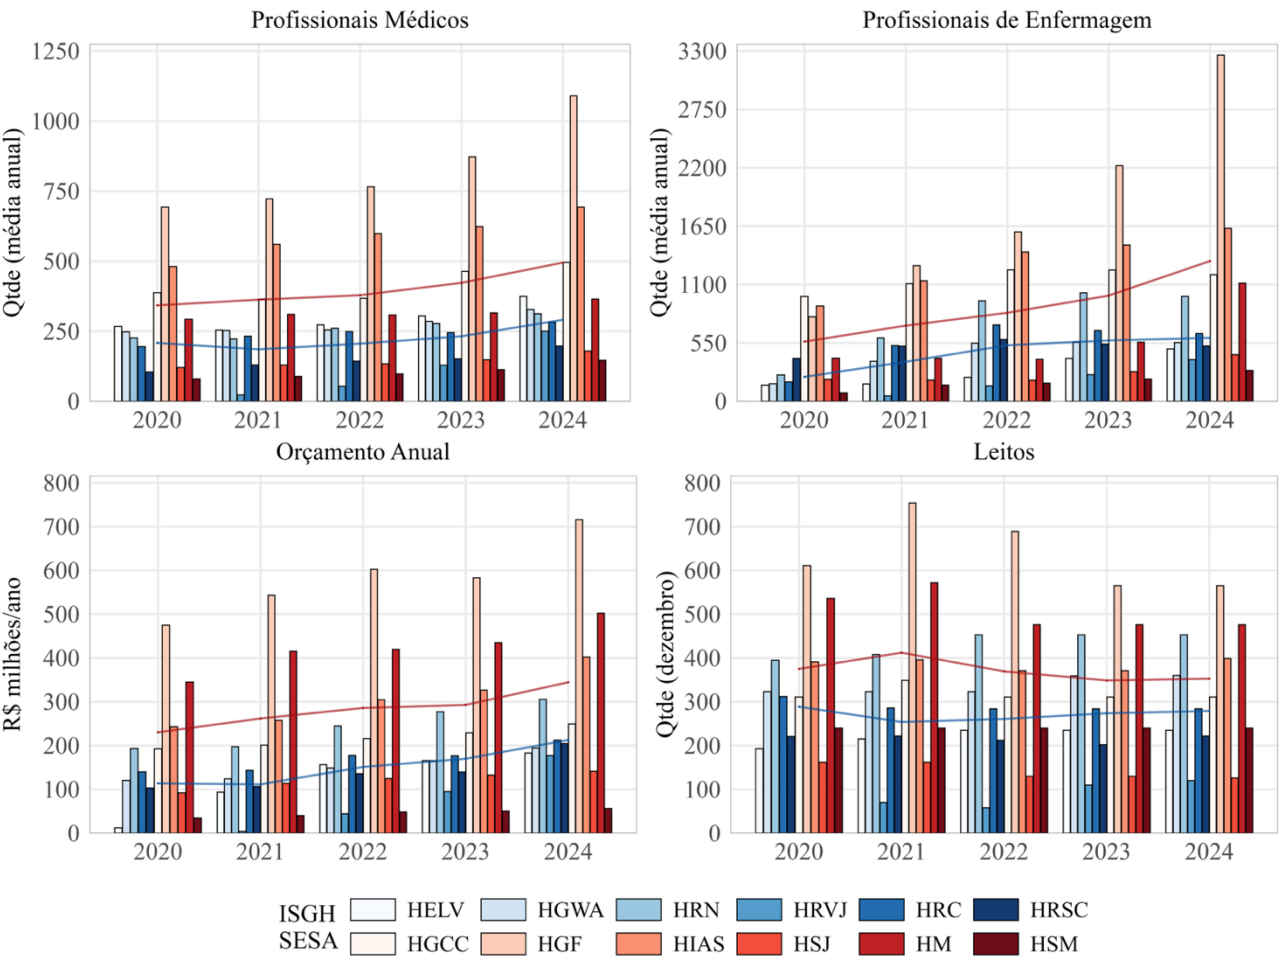 Profissionais Médicos
Qtde (média anual)
1250
1000
750
500
250
0
2020 2021 2022 2023 2024
Profissionais de Enfermagem
Qtde (média anual)
3300
2750
2200
1650
1100
550
0
2020 2021 2022 2023 2024
Orçamento Anual
R$ milhões/ano
800
700
600
500
400
300
200
100
0
2020 2021 2022 2023 2024
Leitos
Qtde (dezembro)
800
700
600
500
400
300
200
100
0
2020 2021 2022 2023 2024
ISGH HELV HGWA HRN HRVJ HRC HRSC
SESA HGCC HGF HIAS HSJ HM HSM